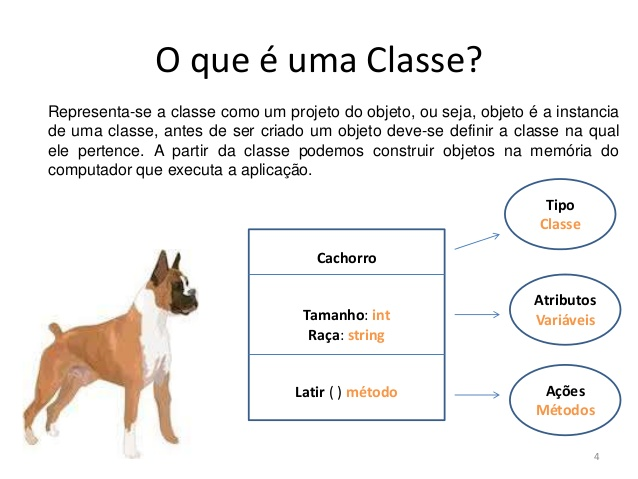 O que é uma Classe?
Representa-se a classe como um projeto do objeto, ou seja, objeto é a instancia
de uma classe, antes de ser criado um objeto deve-se definir a classe na qual
ele pertence. A partir da classe podemos construir objetos na memória do
computador que executa a aplicação.
Cachorro
Tamanho: int
Raça: string
Latir ( ) método
Tipo
Classe
Atributos
Variáveis
Ações
Métodos
4